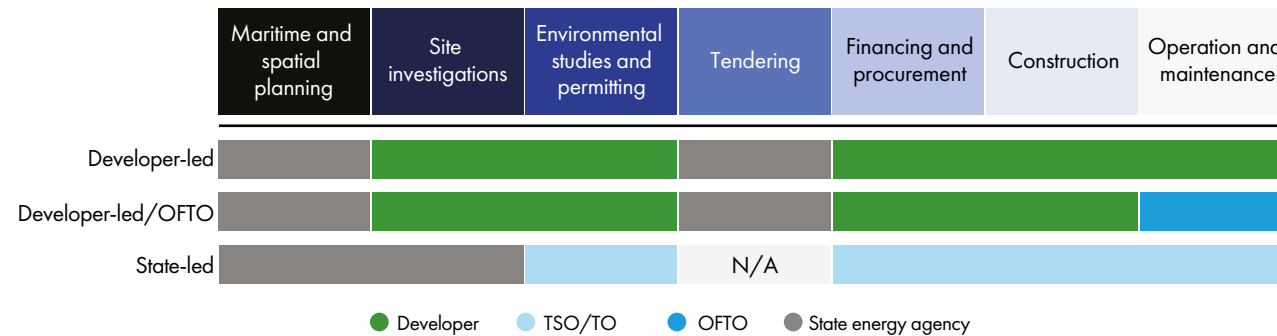 Maritime and
spatial
planning
Site
investigations
Environmental
studies and
permitting
Tendering
Financing and
procurement
Construction
Operation and
maintenance
Developer-led
Developer-led/OFTO
State-led
N/A
Developer
TSO/TO
OFTO
State energy agency